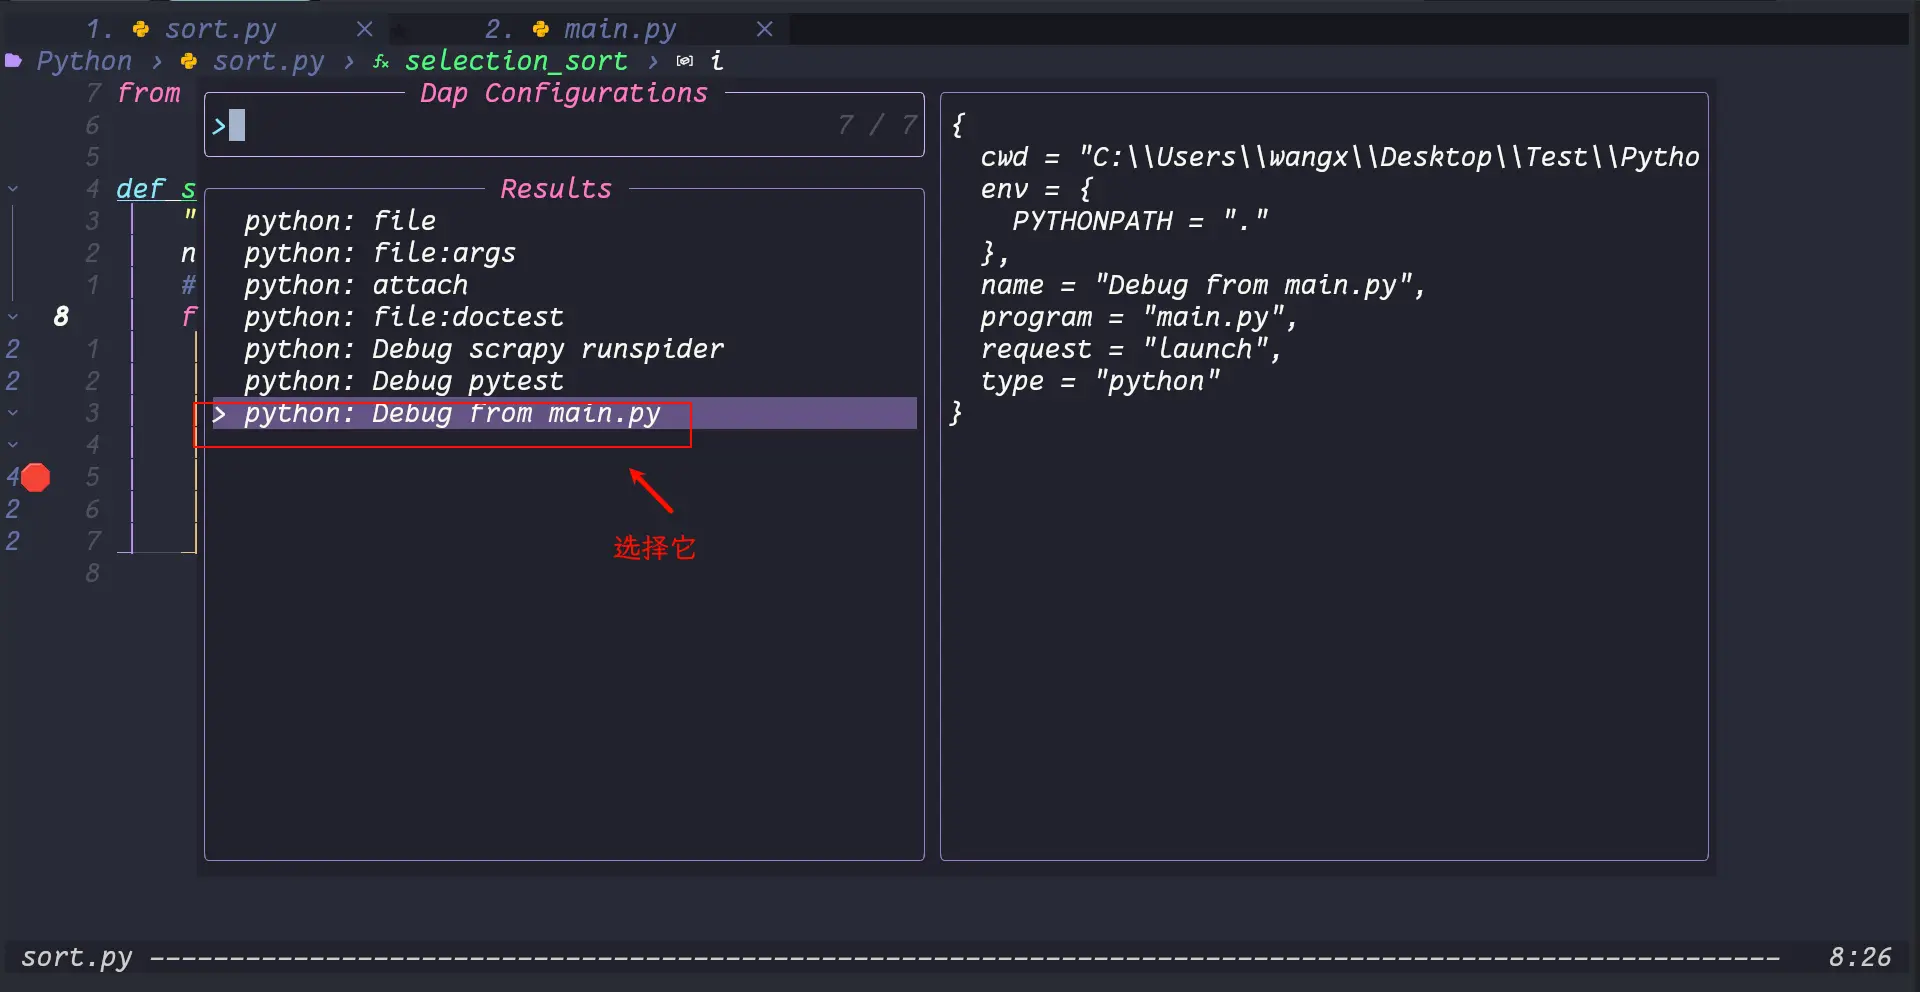 1. sort.py × 2. main.py ×
Python › sort.py › selection_sort › i
7 from
6
5
4 def s
3 "
2 n
1 #
8 f
2 1
2 2
3
4
4 5
2 6
2 7
8
Dap Configurations
> 7 / 7
Results
python: file
python: file:args
python: attach
python: file:doctest
python: Debug scrapy runspider
python: Debug pytest
> python: Debug from main.py
选择它
{
cwd = "C:\\Users\\wangx\\Desktop\\Test\\Pytho
env = {
PYTHONPATH = "."
},
name = "Debug from main.py",
program = "main.py",
request = "launch",
type = "python"
}
sort.py 8:26